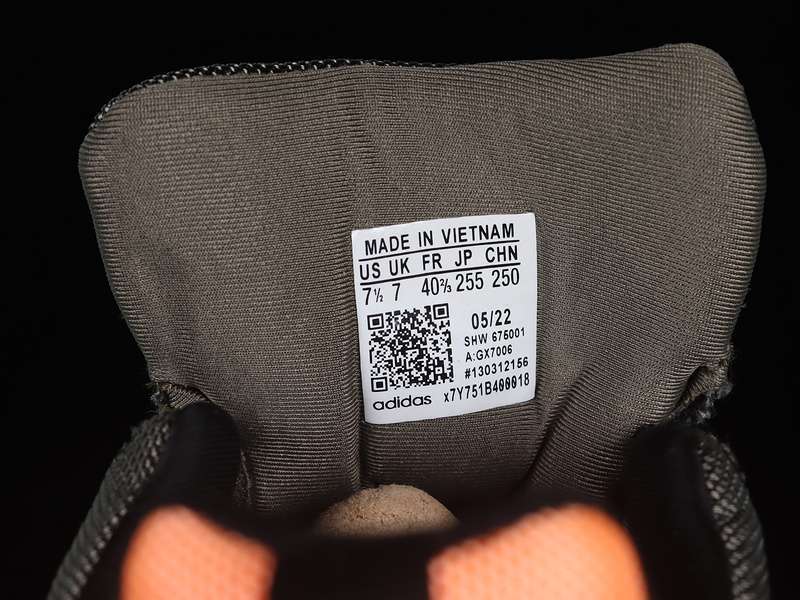 MADE IN VIETNAM
US UK FR JP CHN
7½ 7 40⅔ 255 250
05/22
SHW 675001
A:GX7006
#130312156
adidas x7Y751B400018